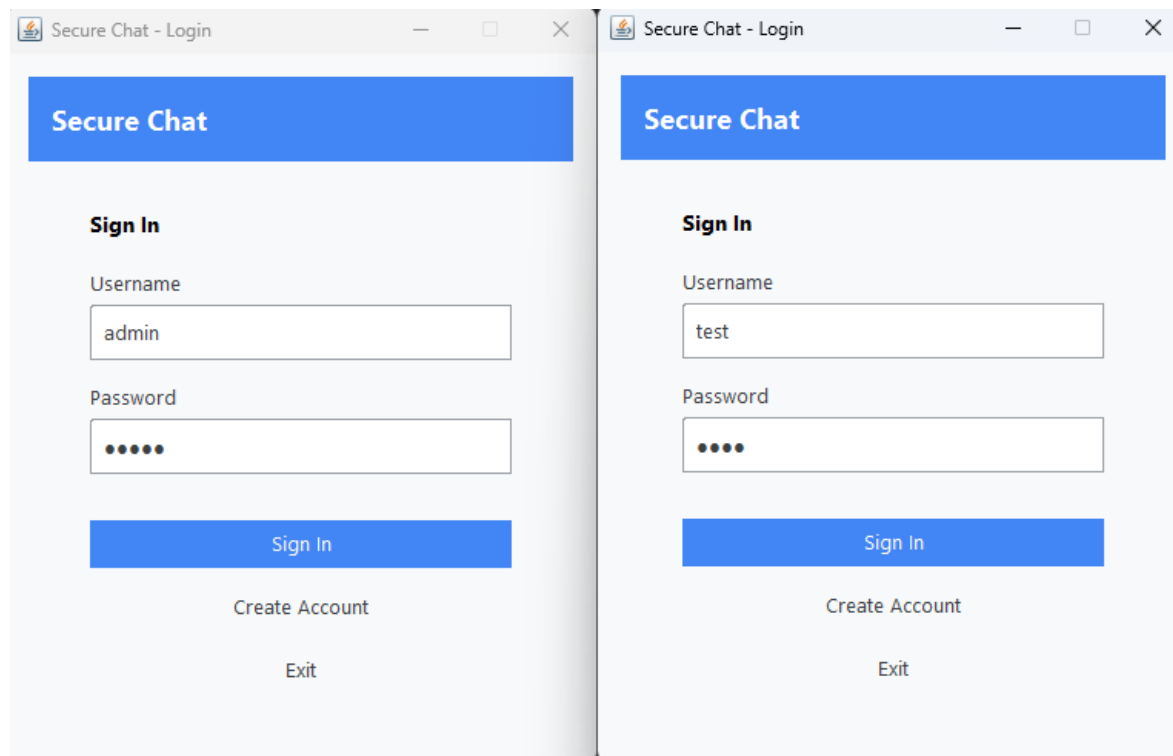 Secure Chat - Login
Secure Chat
Sign In
Username
admin
Password
•••••
Sign In
Create Account
Exit
Secure Chat - Login
Secure Chat
Sign In
Username
test
Password
••••
Sign In
Create Account
Exit